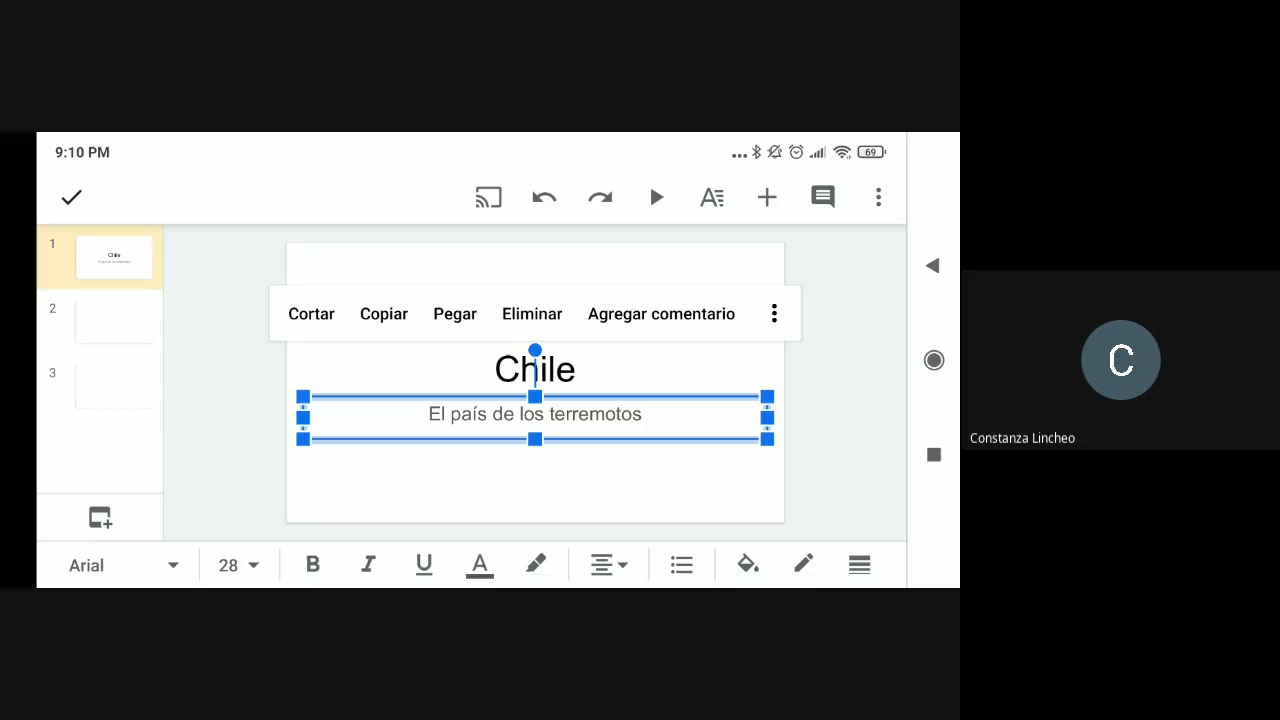 9:10 PM
69
1
Chile
2
3
Cortar Copiar Pegar Eliminar Agregar comentario
Chile
El país de los terremotos
Arial 28 B I U A
C
Constanza Lincheo